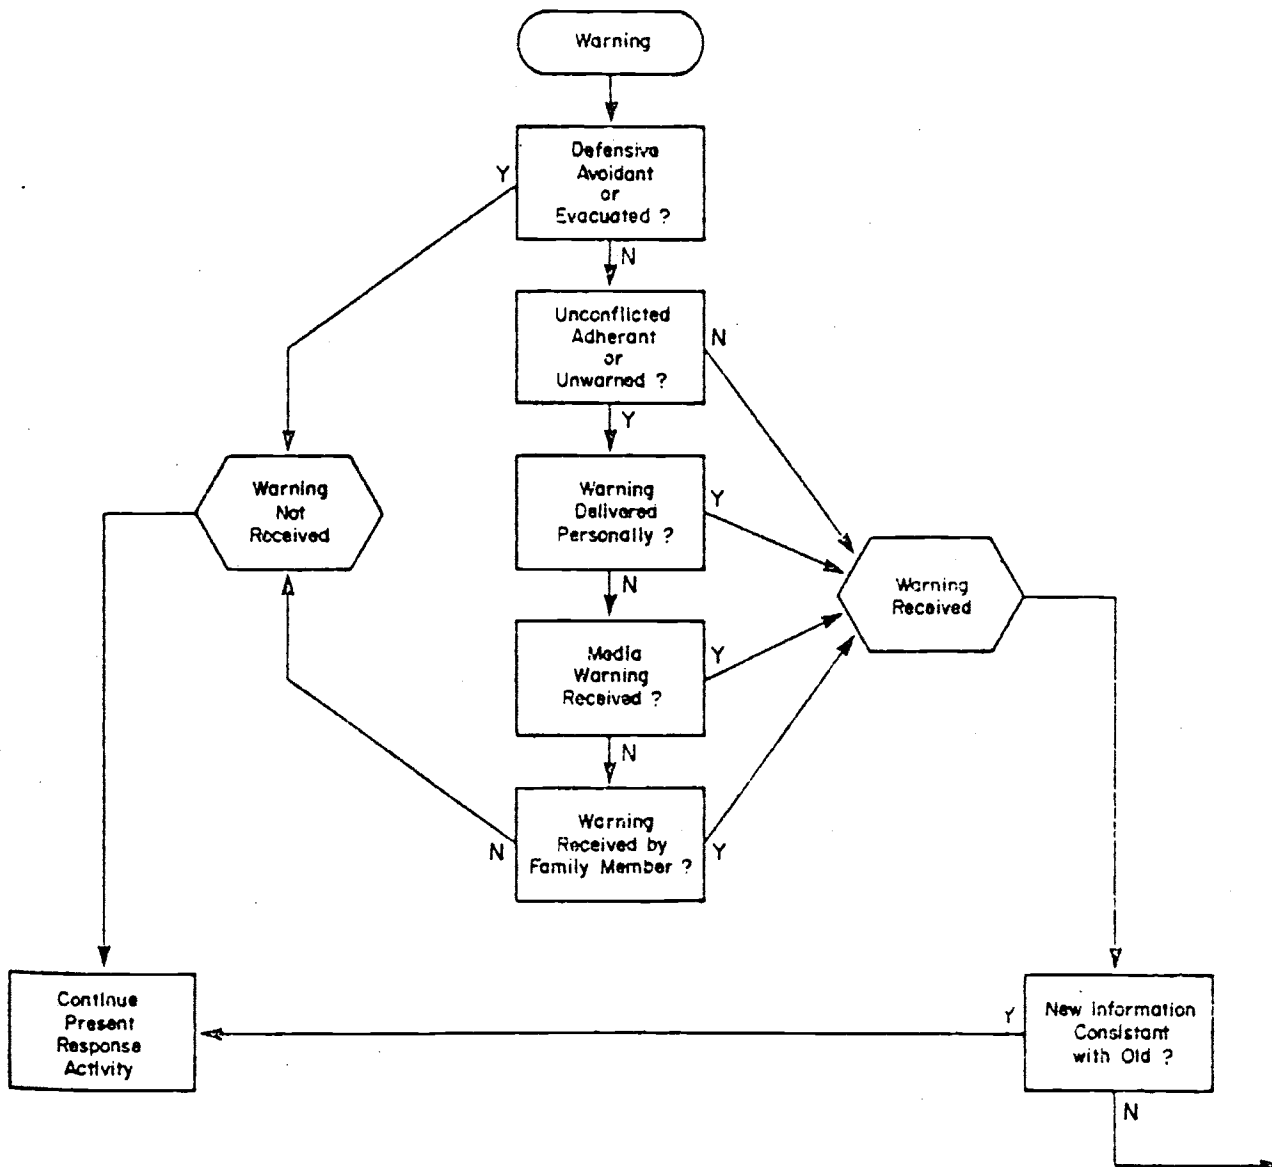 Warning
Defensive
Avoidant
or
Evacuated ?
Y
N
Unconflicted
Adherant
or
Unwarned ?
N
Y
Warning
Not
Received
Warning
Delivered
Personally ?
Y
N
Warning
Received
Media
Warning
Received ?
Y
N
Warning
Received by
Family Member ?
N
Y
Continue
Present
Response
Activity
Y
New Information
Consistant
with Old ?
N